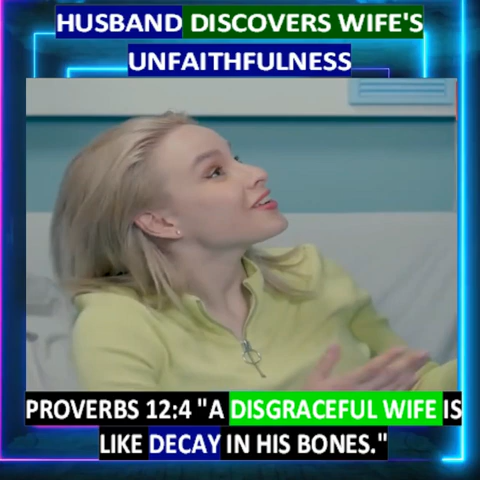 HUSBAND DISCOVERS WIFE'S
UNFAITHFULNESS
PROVERBS 12:4 "A DISGRACEFUL WIFE IS
LIKE DECAY IN HIS BONES."